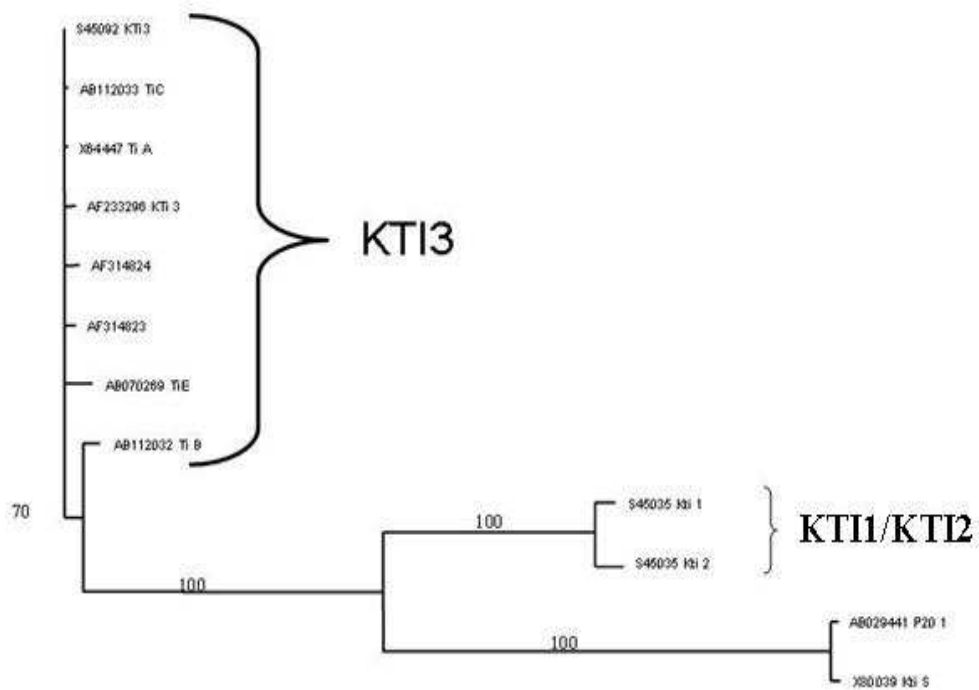 S45092 KTi3
AB112033 TiC
X64447 Ti A
AF233296 KTi 3
KTI3
AF314824
AF314823
AB070269 TiE
AB112032 Ti B
70
100
S45035 Kti 1
KTI1/KTI2
S45035 Kti 2
100
AB029441 P20 1
100
X80039 Kti S